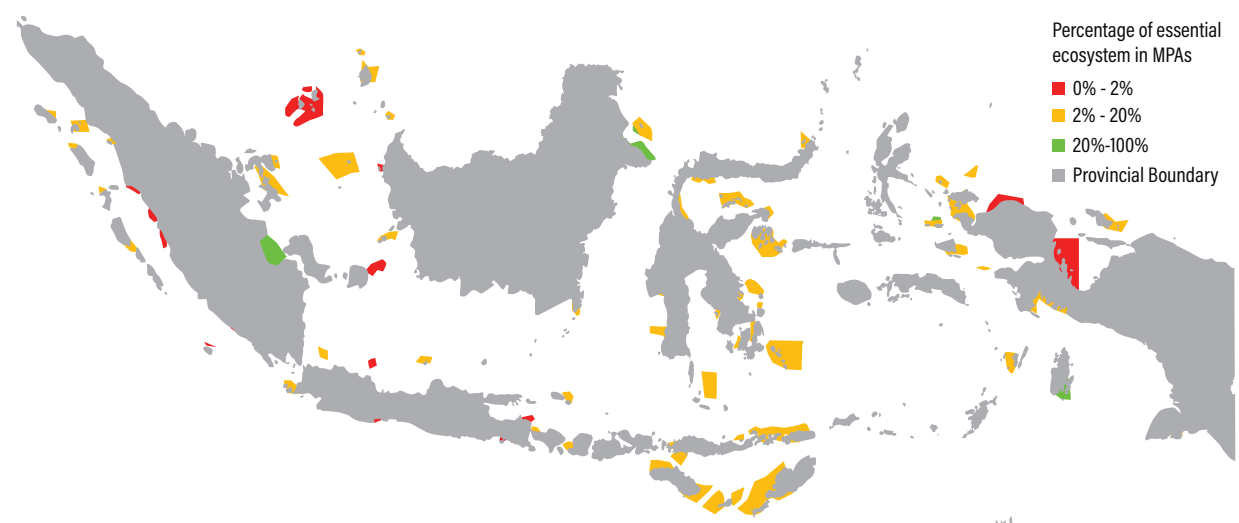 Percentage of essential
ecosystem in MPAs
0% - 2%
2% - 20%
20%-100%
Provincial Boundary